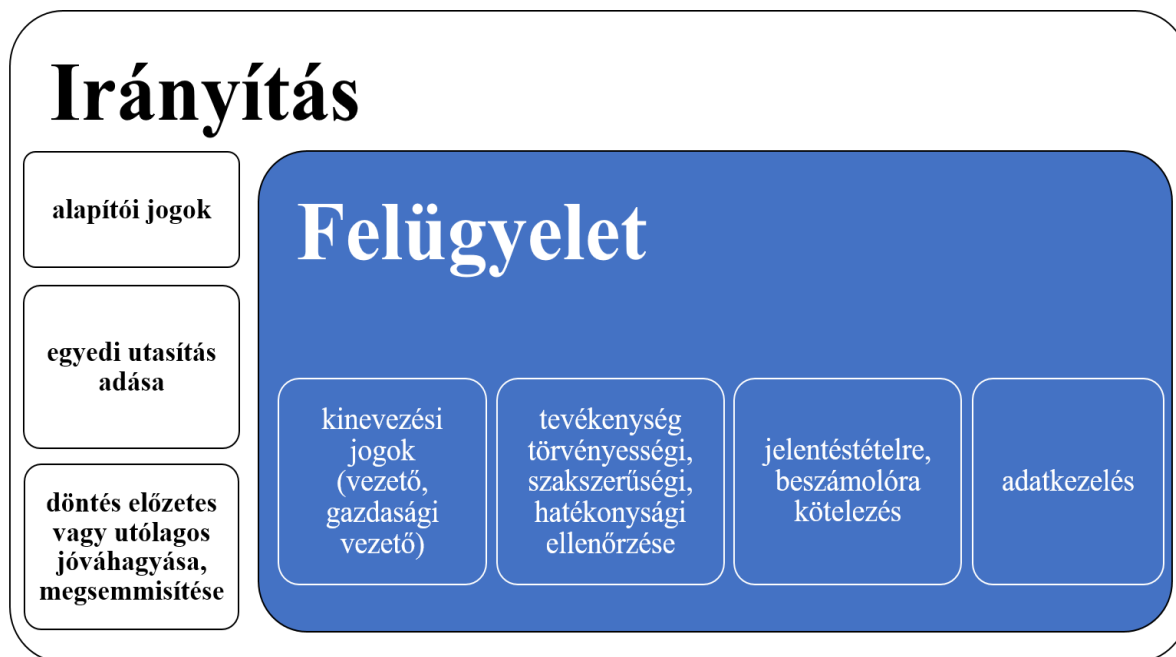 Irányítás
alapítói jogok
egyedi utasítás
adása
döntés előzetes
vagy utólagos
jóváhagyása,
megsemmisítése
Felügyelet
kinevezési
jogok
(vezető,
gazdasági
vezető)
tevékenység
törvényességi,
szakszerűségi,
hatékonysági
ellenőrzése
jelentéstételre,
beszámolóra
kötelezés
adatkezelés